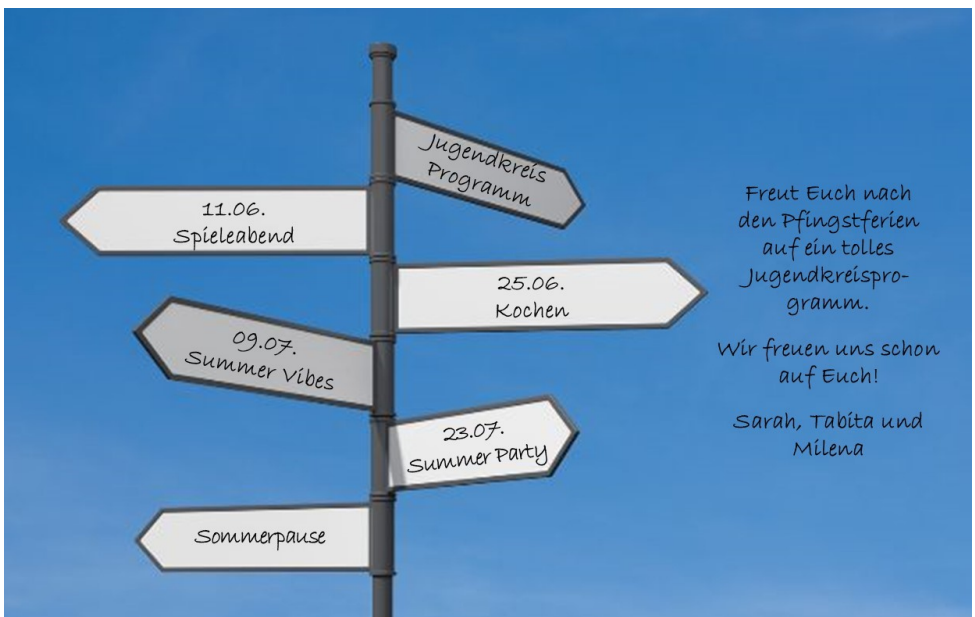 Jugendkreis
Programm
11.06.
Spieleabend
25.06.
Kochen
09.07.
Summer Vibes
23.07.
Summer Party
Sommerpause
Freut Euch nach
den Pfingstferien
auf ein tolles
Jugendkreispro-
gramm.
Wir freuen uns schon
auf Euch!
Sarah, Tabita und
Milena